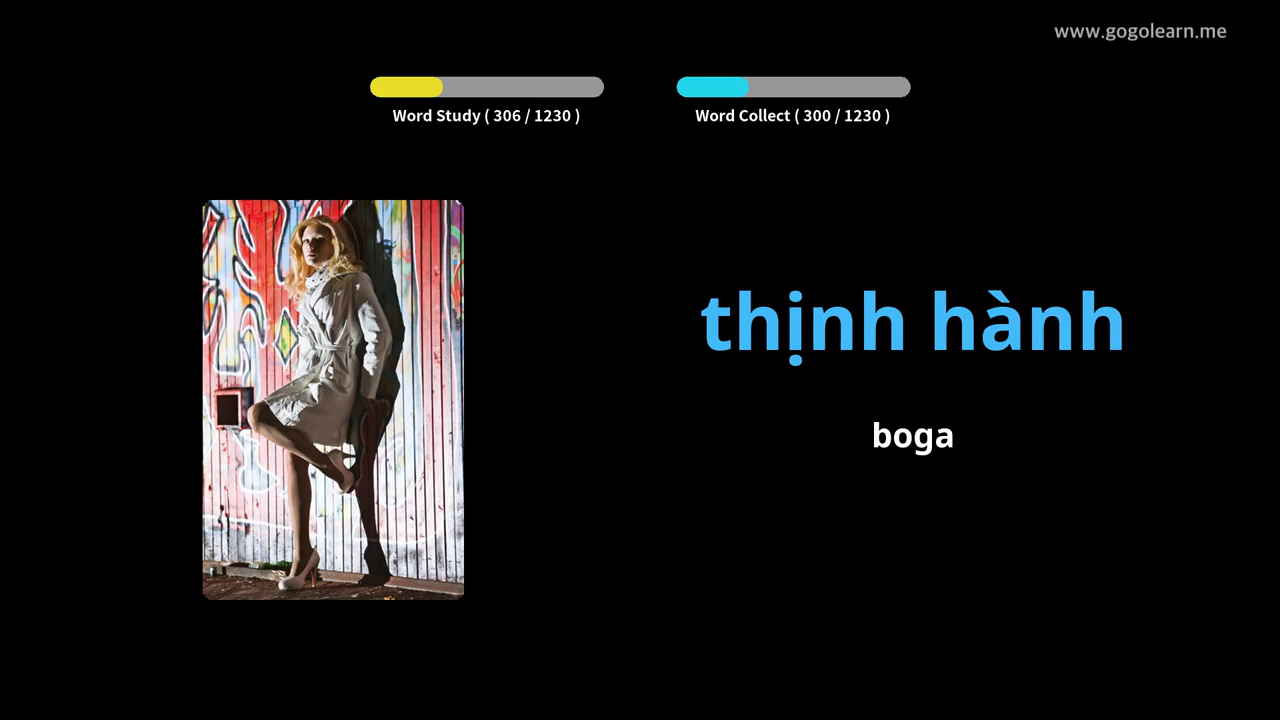 www.gogolearn.me
Word Study ( 306 / 1230 )
Word Collect ( 300 / 1230 )
thịnh hành
boga